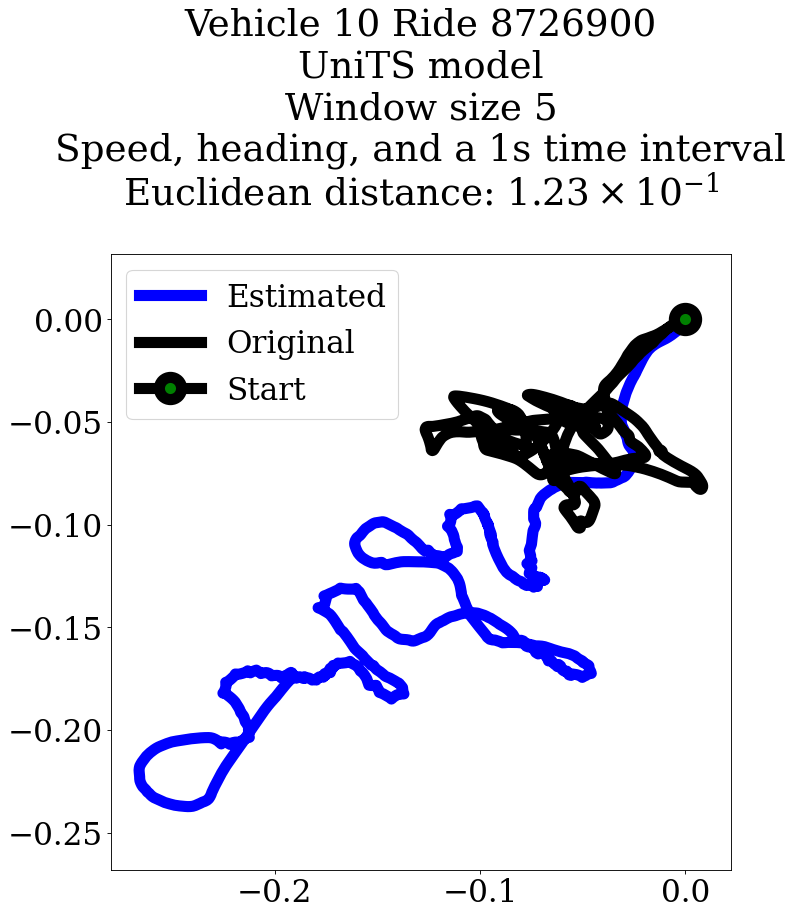 Vehicle 10 Ride 8726900
UniTS model
Window size 5
Speed, heading, and a 1s time interval
Euclidean distance: 1.23 × 10⁻¹
Estimated
Original
Start
0.00
−0.05
−0.10
−0.15
−0.20
−0.25
−0.2
−0.1
0.0